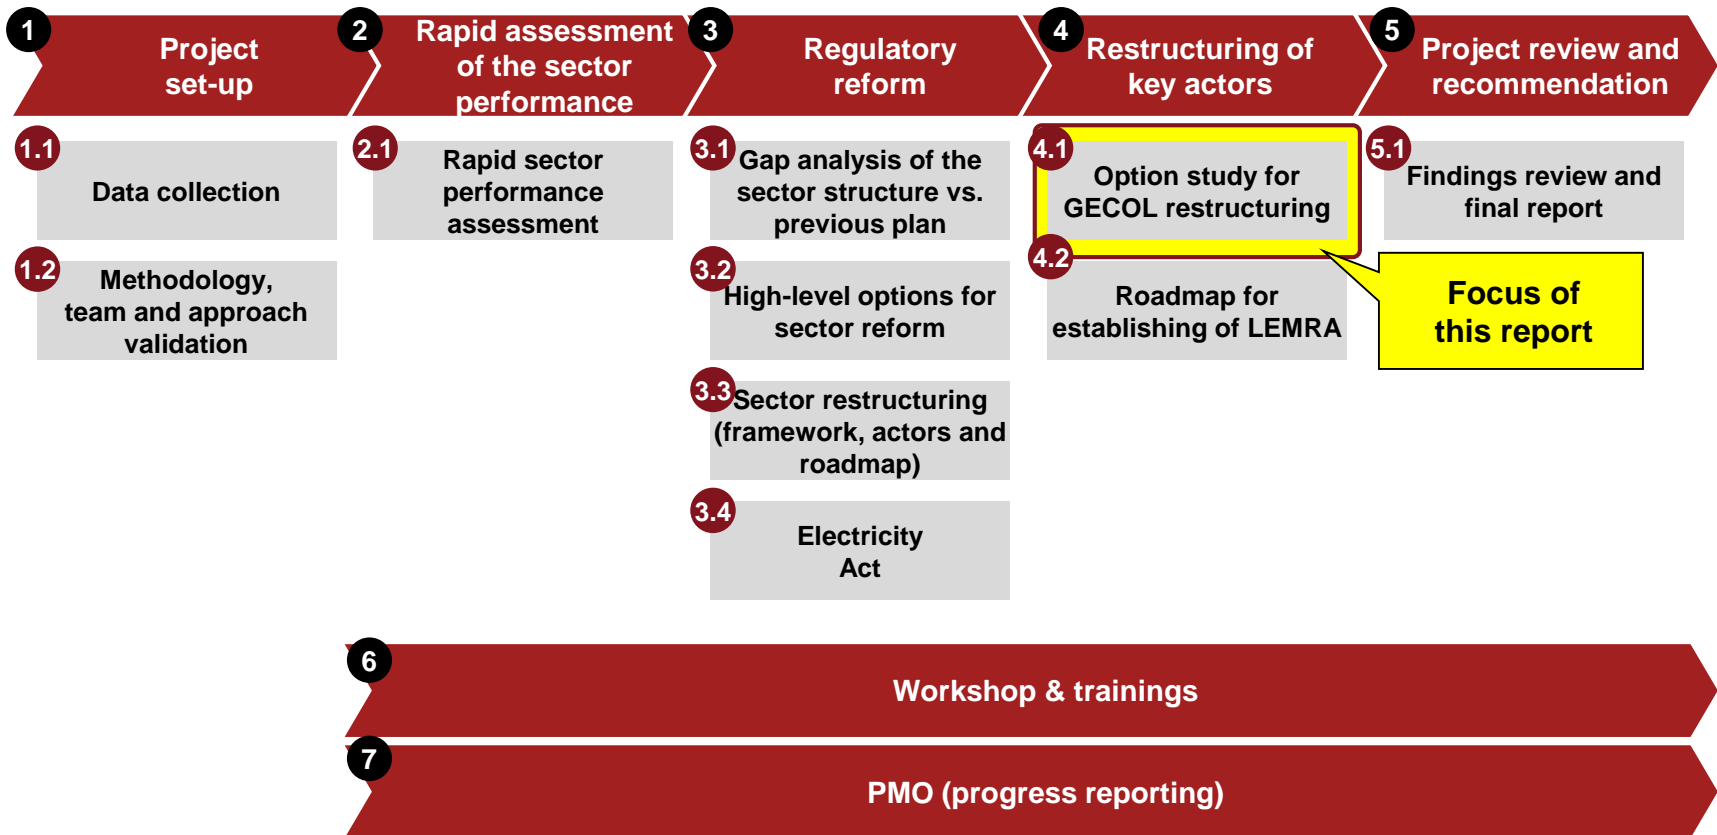 1
Project
set-up
2
Rapid assessment
of the sector
performance
3
Regulatory
reform
4
Restructuring of
key actors
5
Project review and
recommendation
1.1
Data collection
1.2
Methodology,
team and approach
validation
2.1
Rapid sector
performance
assessment
3.1
Gap analysis of the
sector structure vs.
previous plan
3.2
High-level options for
sector reform
3.3
Sector restructuring
(framework, actors and
roadmap)
3.4
Electricity
Act
4.1
Option study for
GECOL restructuring
4.2
Roadmap for
establishing of LEMRA
5.1
Findings review and
final report
Focus of
this report
6
Workshop & trainings
7
PMO (progress reporting)